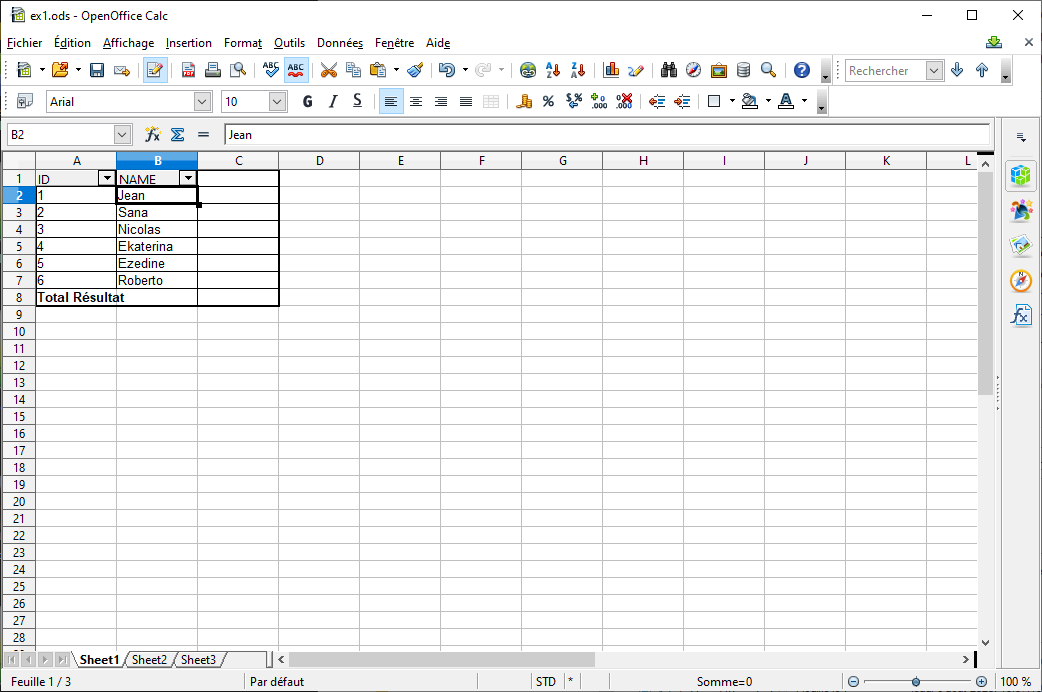 ex1.ods - OpenOffice Calc
Fichier Édition Affichage Insertion Format Outils Données Fenêtre Aide
Rechercher
Arial 10 G I S
B2 Jean
A B C D E F G H I J K L
1 ID NAME
2 1 Jean
3 2 Sana
4 3 Nicolas
5 4 Ekaterina
6 5 Ezedine
7 6 Roberto
8 Total Résultat
9
10
11
12
13
14
15
16
17
18
19
20
21
22
23
24
25
26
27
28
Sheet1 Sheet2 Sheet3
Feuille 1 / 3 Par défaut STD * Somme=0 100 %